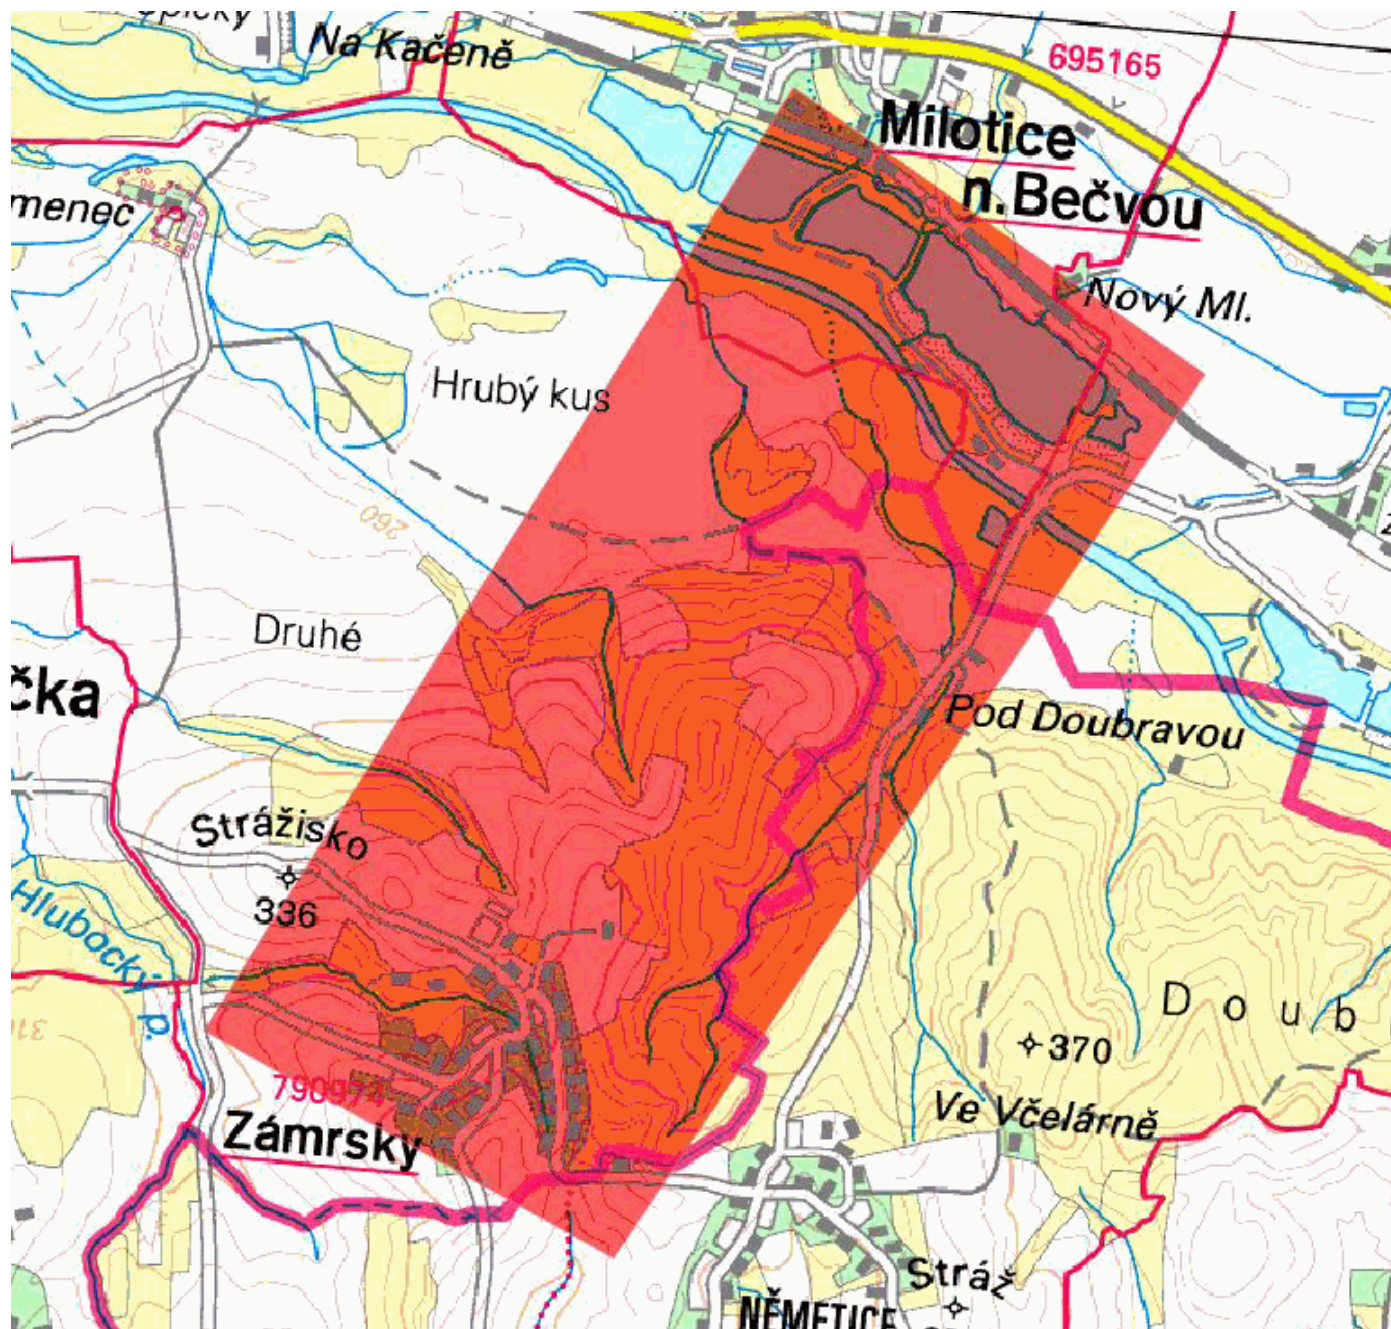 Na Kačeně
695165
Milotice
n.Bečvou
menec
Nový Ml.
Hrubý kus
260
Druhé
čka
Pod Doubravou
Strážisko
336
Hlubocký p.
D o u b
370
310
Ve Včelárně
Zámrsky
Stráž
NĚMETICE